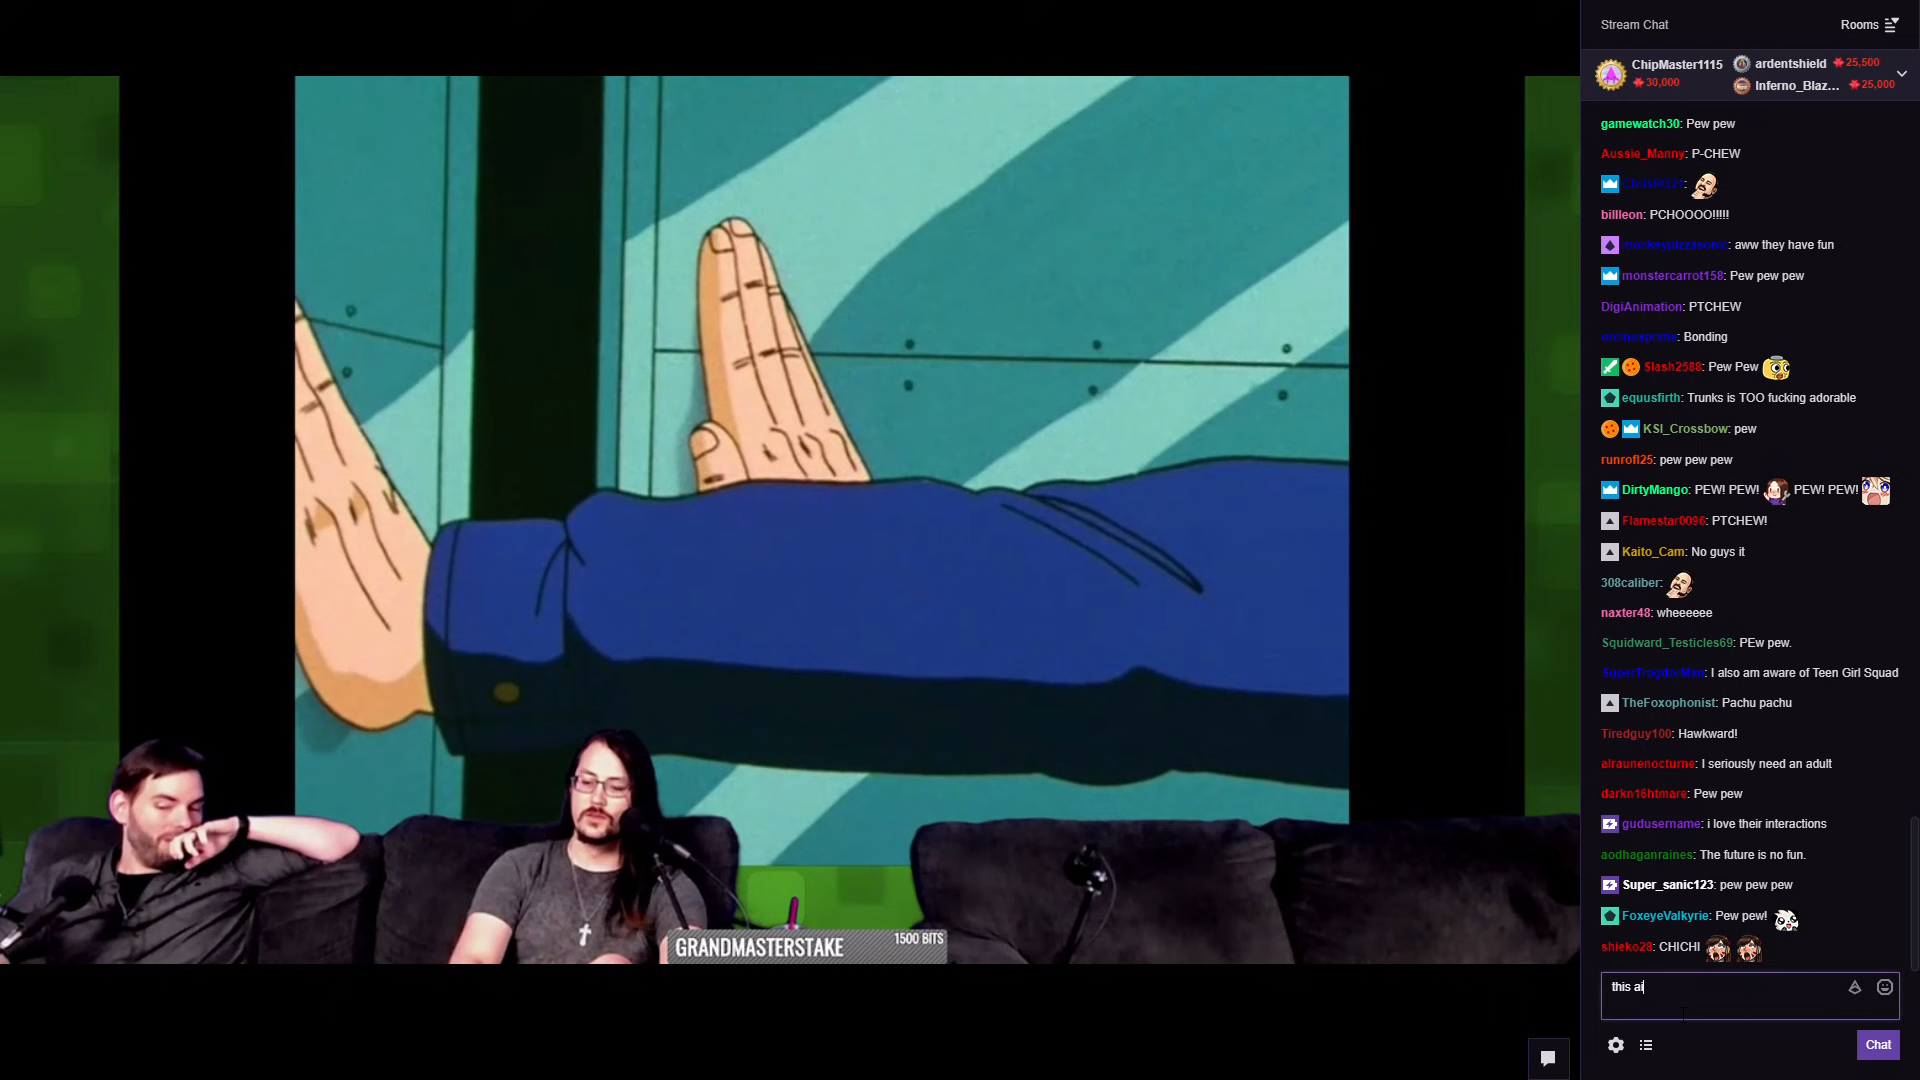 Stream Chat
Rooms
ChipMaster1115
30,000
ardentshield 25,500
Inferno_Blaz... 25,000
gamewatch30: Pew pew
Aussie_Manny: P-CHEW
billleon: PCHOOOO!!!!!
monkeypizzasonic: aww they have fun
monstercarrot158: Pew pew pew
DigiAnimation: PTCHEW
: Bonding
Slash2588: Pew Pew
equusfirth: Trunks is TOO fucking adorable
KSI_Crossbow: pew
runrofl25: pew pew pew
DirtyMango: PEW! PEW! PEW! PEW!
Flamestar0096: PTCHEW!
Kaito_Cam: No guys it
308caliber:
naxter48: wheeeeee
Squidward_Testicles69: PEw pew.
SuperTrogdorMan: I also am aware of Teen Girl Squad
TheFoxophonist: Pachu pachu
Tiredguy100: Hawkward!
alraunenocturne: I seriously need an adult
darkn16htmare: Pew pew
gudusername: i love their interactions
aodhaganraines: The future is no fun.
Super_sanic123: pew pew pew
FoxeyeValkyrie: Pew pew!
shieko28: CHICHI
this ai
Chat
GRANDMASTERSTAKE
1500 BITS